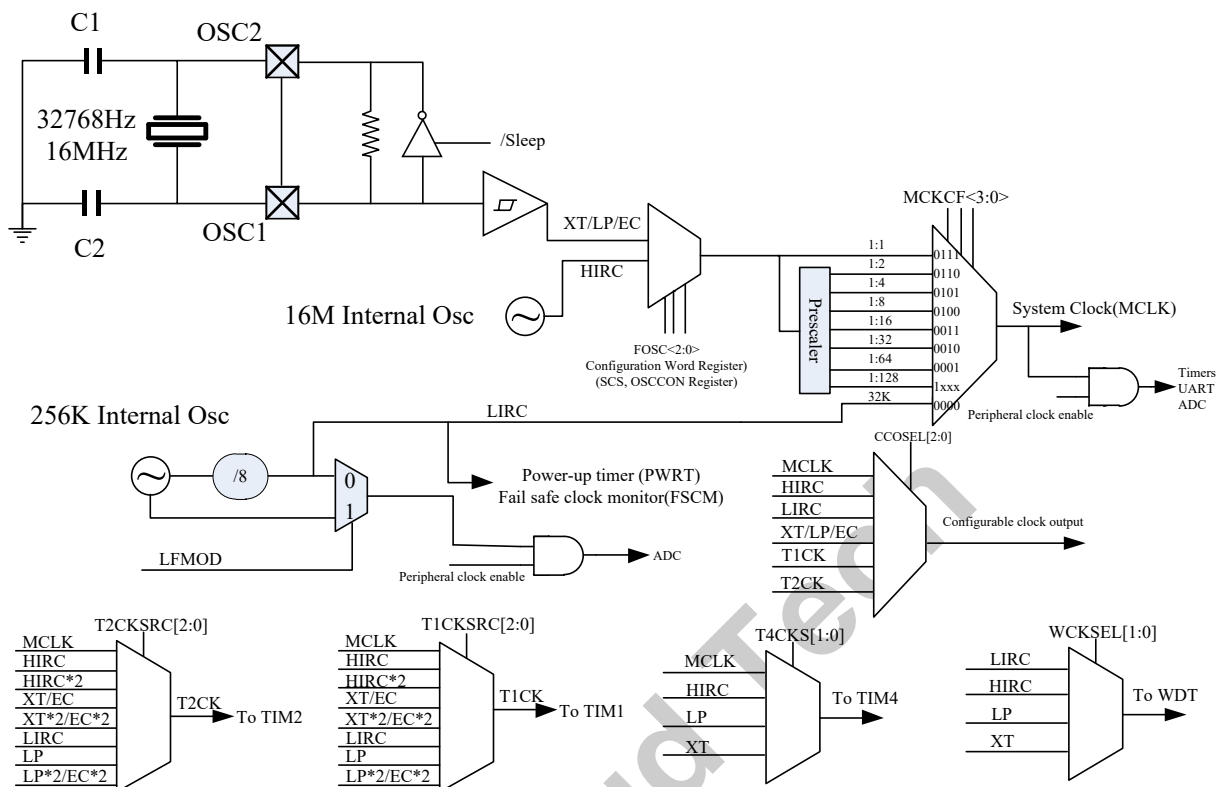 C1
OSC2
32768Hz
16MHz
/Sleep
OSC1
C2
XT/LP/EC
HIRC
16M Internal Osc
FOSC<2:0>
Configuration Word Register)
(SCS, OSCCON Register)
MCKCF<3:0>
Prescaler
1:1
0111
1:2
0110
1:4
0101
1:8
0100
1:16
0011
1:32
0010
1:64
0001
1:128
1xxx
32K
0000
System Clock(MCLK)
Peripheral clock enable
Timers
UART
ADC
256K Internal Osc
LIRC
/8
0
1
LFMOD
Power-up timer (PWRT)
Fail safe clock monitor(FSCM)
Peripheral clock enable
ADC
CCOSEL[2:0]
MCLK
HIRC
LIRC
XT/LP/EC
T1CK
T2CK
Configurable clock output
T2CKSRC[2:0]
MCLK
HIRC
HIRC*2
XT/EC
XT*2/EC*2
LIRC
LP
LP*2/EC*2
T2CK
To TIM2
T1CKSRC[2:0]
MCLK
HIRC
HIRC*2
XT/EC
XT*2/EC*2
LIRC
LP
LP*2/EC*2
T1CK
To TIM1
T4CKS[1:0]
MCLK
HIRC
LP
XT
To TIM4
WCKSEL[1:0]
LIRC
HIRC
LP
XT
To WDT
Tech